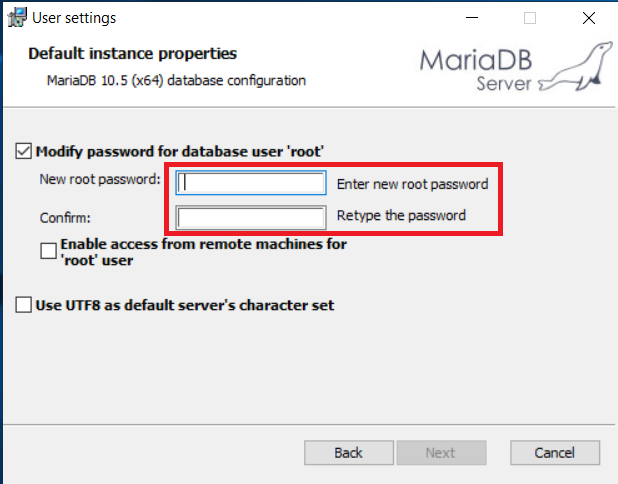 User settings
Default instance properties
MariaDB 10.5 (x64) database configuration
MariaDB
Server
Modify password for database user 'root'
New root password:
Enter new root password
Confirm:
Retype the password
Enable access from remote machines for
'root' user
Use UTF8 as default server's character set
Back
Next
Cancel